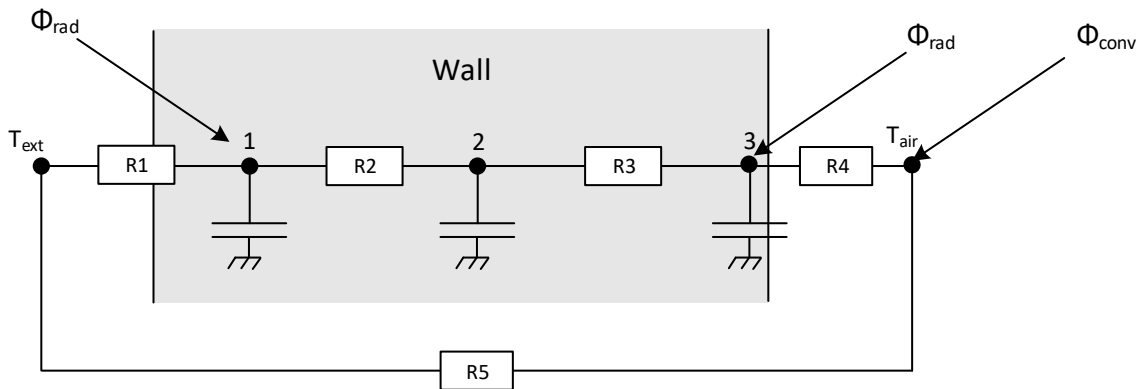 Φrad
Φrad
Φconv
Wall
Text
R1
1
R2
2
R3
3
R4
Tair
R5